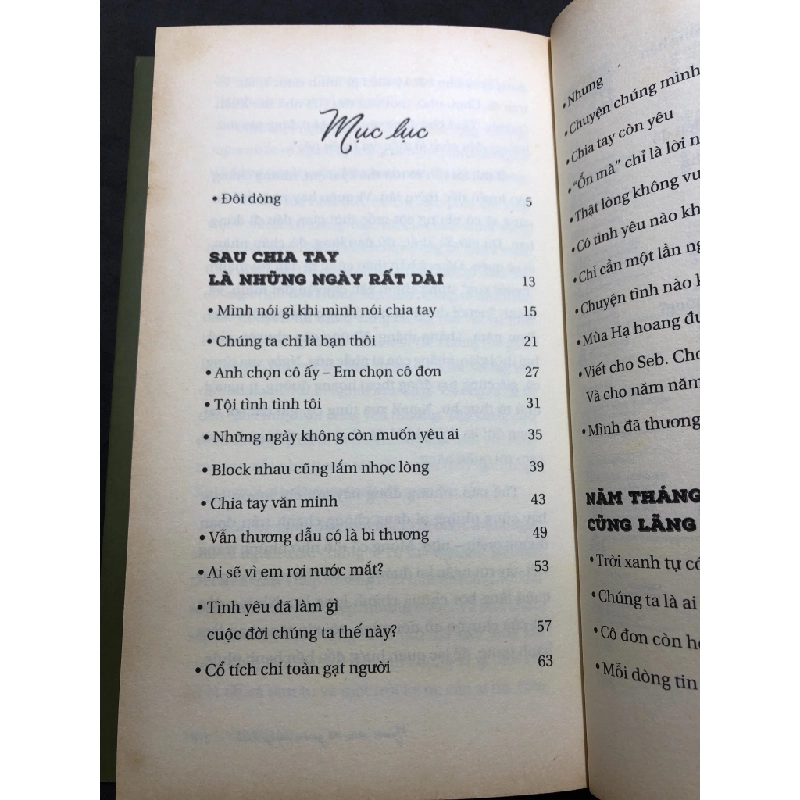 Mục lục
• Đôi dòng 5
SAU CHIA TAY
LÀ NHỮNG NGÀY RẤT DÀI 13
• Mình nói gì khi mình nói chia tay 15
• Chúng ta chỉ là bạn thôi 21
• Anh chọn cô ấy – Em chọn cô đơn 27
• Tội tình tình tôi 31
• Những ngày không còn muốn yêu ai 35
• Block nhau cũng lắm nhọc lòng 39
• Chia tay văn minh 43
• Vẫn thương dẫu có là bi thương 49
• Ai sẽ vì em rơi nước mắt? 53
• Tình yêu đã làm gì
cuộc đời chúng ta thế này? 57
• Cổ tích chỉ toàn gạt người 63
• Nhưng
• Chuyện chúng mình
• Chia tay còn yêu
• "Ổn mà" chỉ là lời n
• Thật lòng không vu
• Có tình yêu nào kh
• Chỉ cần một lần ng
• Chuyện tình nào
• Mùa Hạ hoang đư
• Viết cho Seb. Cho
Và cho năm năm
• Mình đã thương
NĂM THÁNG
CŨNG LÃNG
• Trời xanh tự có
• Chúng ta là ai
• Cô đơn còn
• Mỗi dòng tin